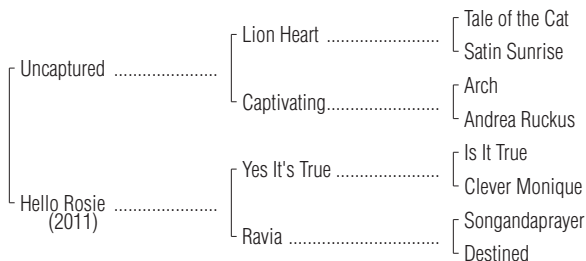 Tale of the Cat
Lion Heart ......................
Satin Sunrise
Uncaptured ....................
Arch
Captivating......................
Andrea Ruckus
Is It True
Yes It's True ....................
Clever Monique
Hello Rosie ....................
(2011)
Songandaprayer
Ravia .............................
Destined